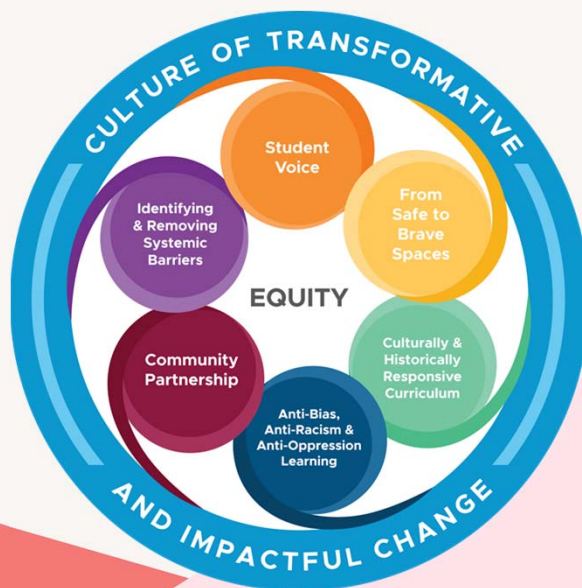 CULTURE OF TRANSFORMATIVE
Student
Voice
From
Safe to
Brave
Spaces
Identifying
& Removing
Systemic
Barriers
EQUITY
Culturally &
Historically
Responsive
Curriculum
Community
Partnership
Anti-Bias,
Anti-Racism &
Anti-Oppression
Learning
AND IMPACTFUL CHANGE